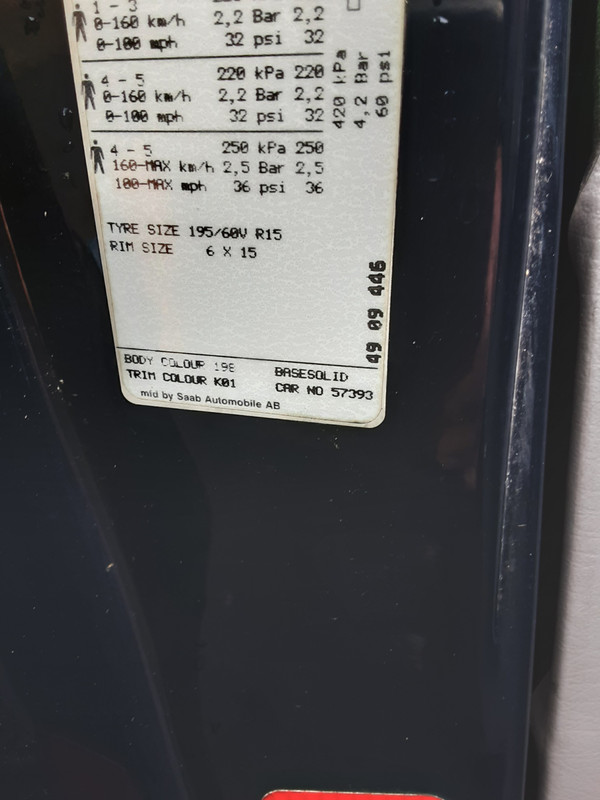 1 - 3
0-160 km/h 2,2 Bar 2,2
0-100 mph 32 psi 32
4 - 5 220 kPa 220
0-160 km/h 2,2 Bar 2,2
0-100 mph 32 psi 32
4 - 5 250 kPa 250
160-MAX km/h 2,5 Bar 2,5
100-MAX mph 36 psi 36
420 kPa
4,2 Bar
60 psi
TYRE SIZE 195/60V R15
RIM SIZE 6 X 15
49 09 446
BODY COLOUR BASESOLID
TRIM COLOUR K01 CAR NO 57393
mid by Saab Automobile AB